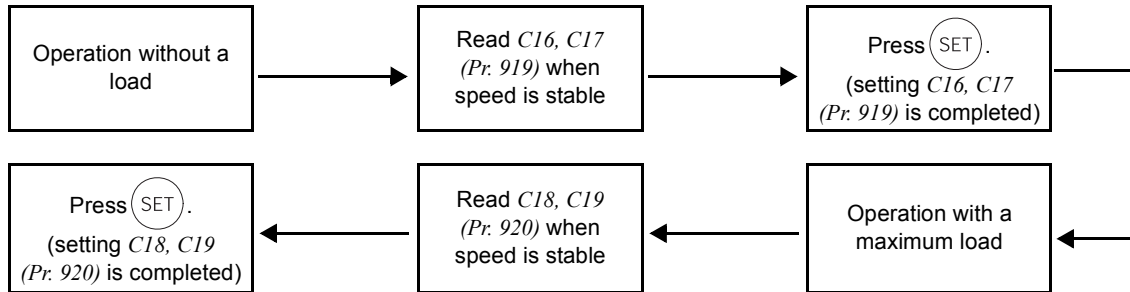 Operation without a
load
Read C16, C17
(Pr. 919) when
speed is stable
Press SET.
(setting C16, C17
(Pr. 919) is completed)
Operation with a
maximum load
Read C18, C19
(Pr. 920) when
speed is stable
Press SET.
(setting C18, C19
(Pr. 920) is completed)